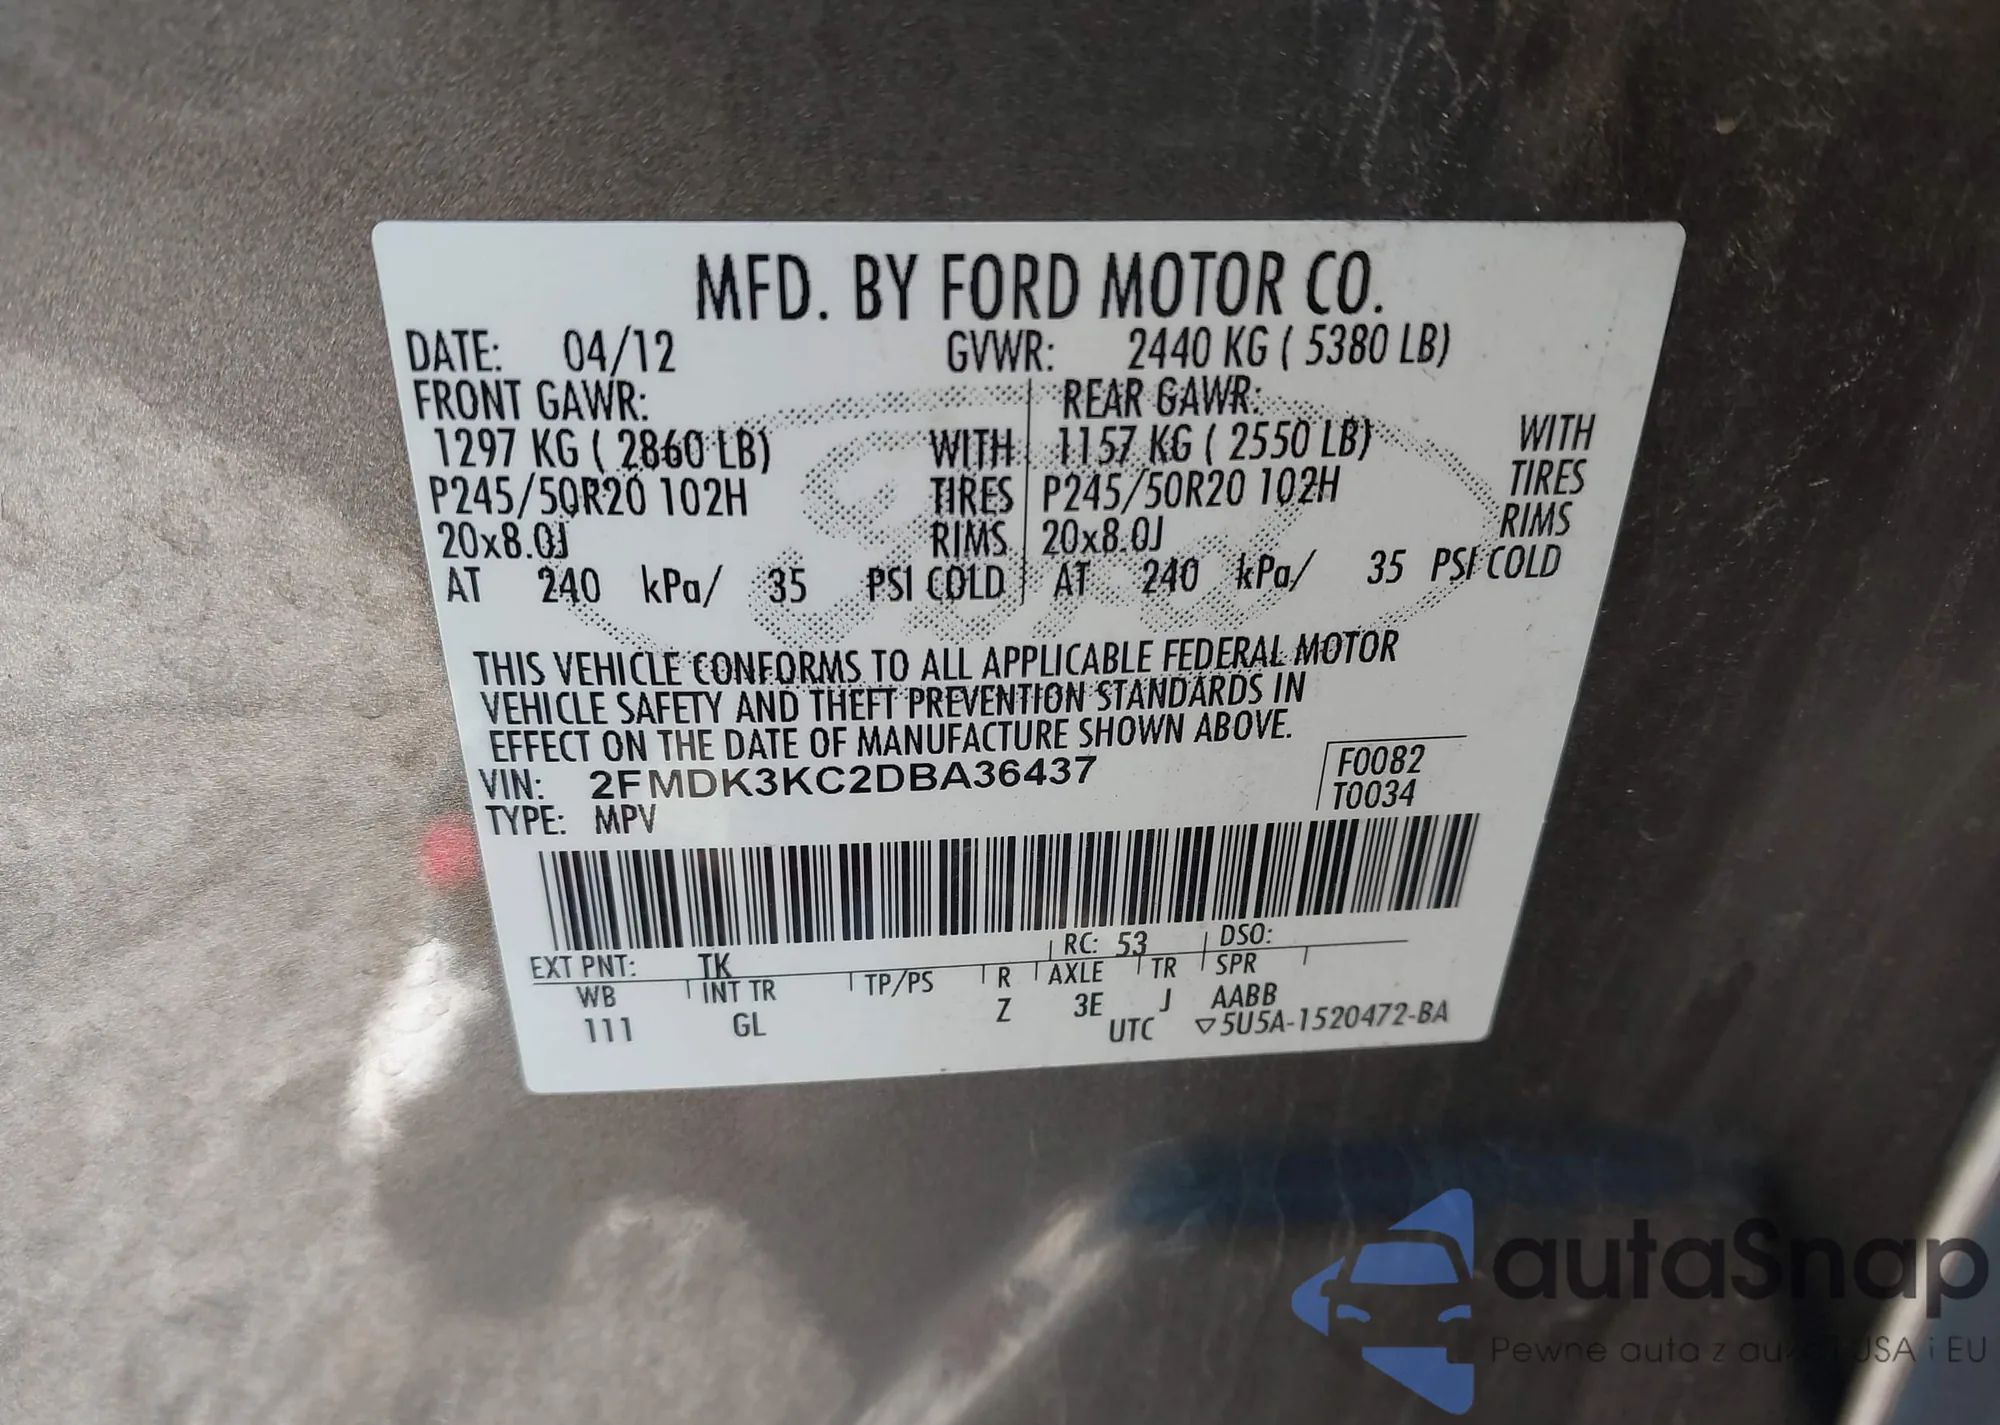 MFD. BY FORD MOTOR CO.
DATE: 04/12 GVWR: 2440 KG ( 5380 LB)
FRONT GAWR: REAR GAWR:
1297 KG ( 2860 LB) WITH 1157 KG ( 2550 LB) WITH
P245/50R20 102H TIRES P245/50R20 102H TIRES
20x8.0J RIMS 20x8.0J RIMS
AT 240 kPa/ 35 PSI COLD AT 240 kPa/ 35 PSI COLD
THIS VEHICLE CONFORMS TO ALL APPLICABLE FEDERAL MOTOR
VEHICLE SAFETY AND THEFT PREVENTION STANDARDS IN
EFFECT ON THE DATE OF MANUFACTURE SHOWN ABOVE.
VIN: 2FMDK3KC2DBA36437 F0082
TYPE: MPV T0034
EXT PNT: TK RC: 53 DSO:
WB INT TR TP/PS R AXLE TR SPR
111 GL Z 3E J AABB
UTC ▽5U5A-1520472-BA
autaSnap
Pewne auta z aukcji USA i EU